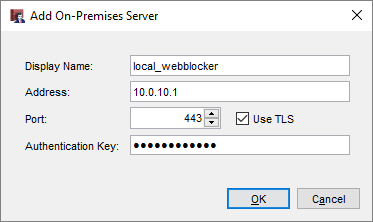 Add On-Premises Server
Display Name: local_webblocker
Address: 10.0.10.1
Port: 443 Use TLS
Authentication Key: ●●●●●●●●●●●●
OK Cancel